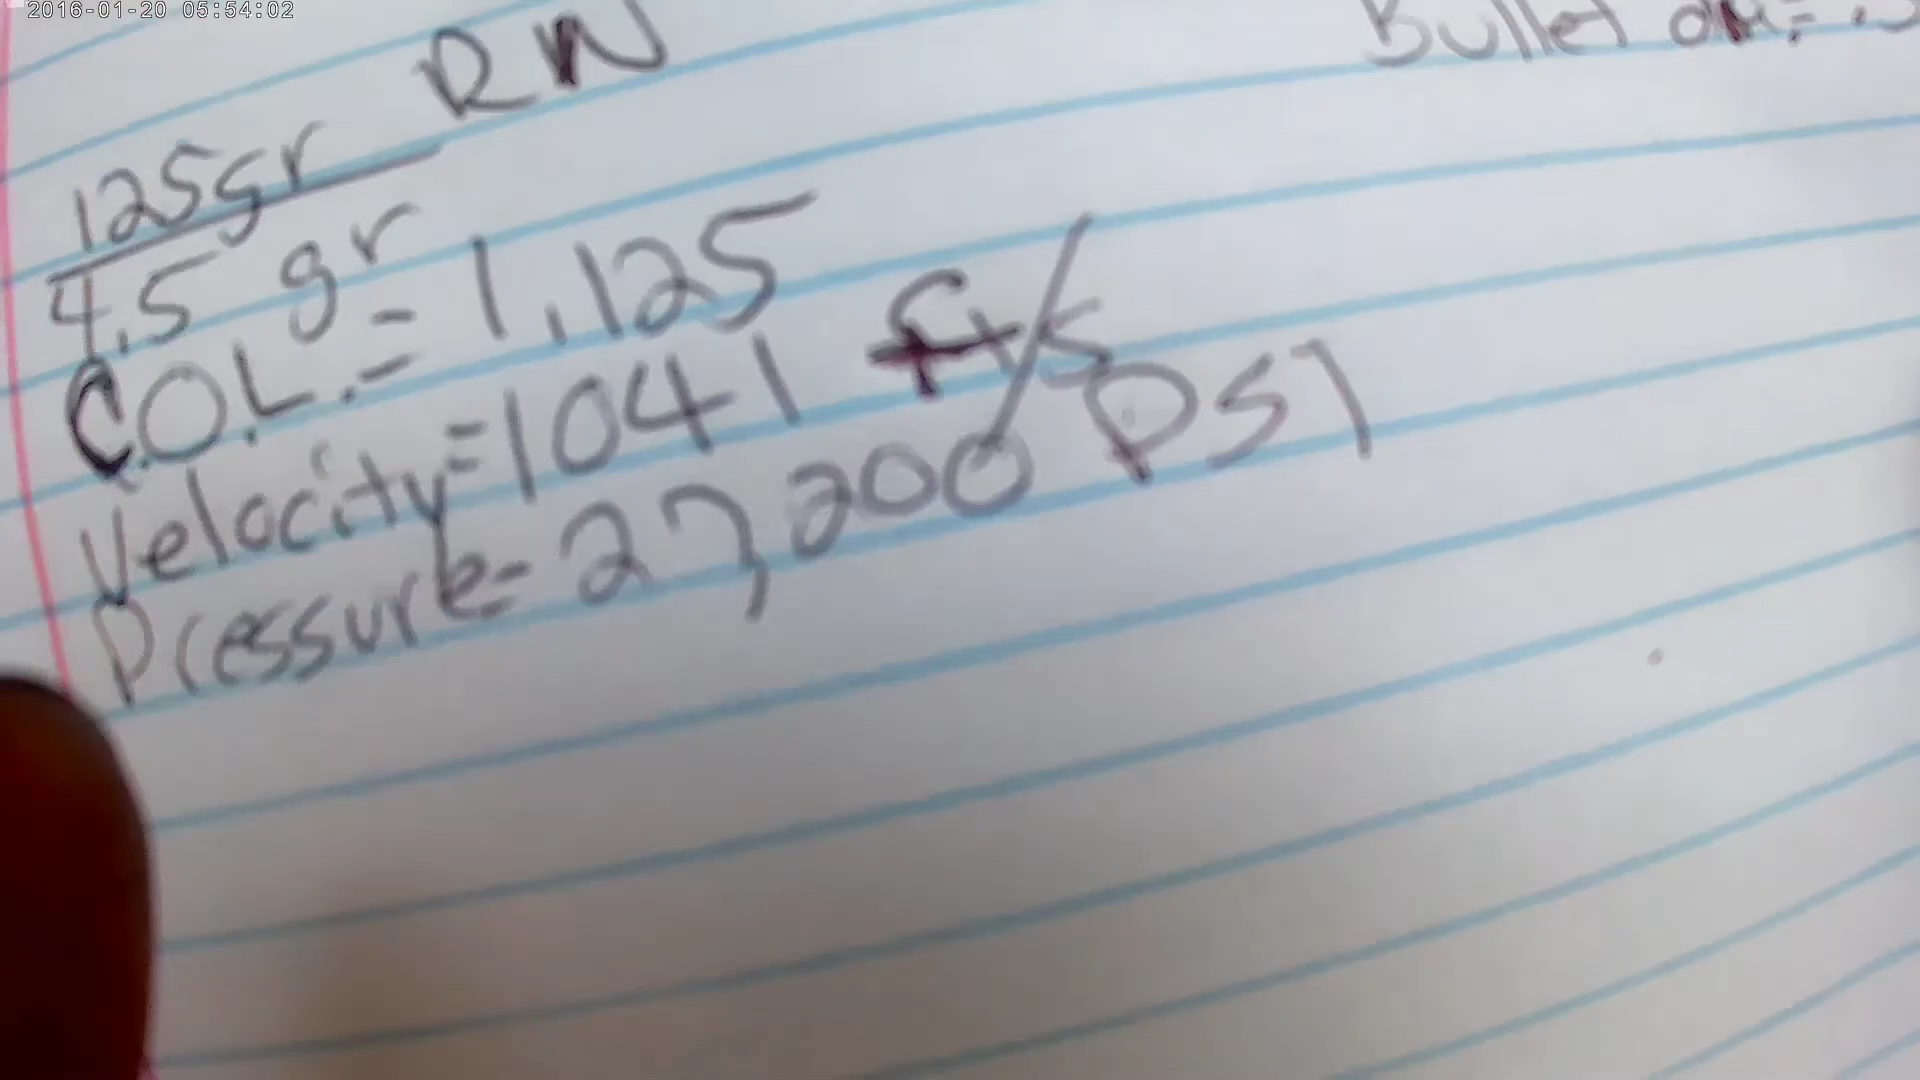 2016-01-20 05:54:02
RN
Bullet
125gr
4.5 gr
C.O.L. = 1.125
Velocity = 1041 ft/s
Pressure = 27,200 PSI